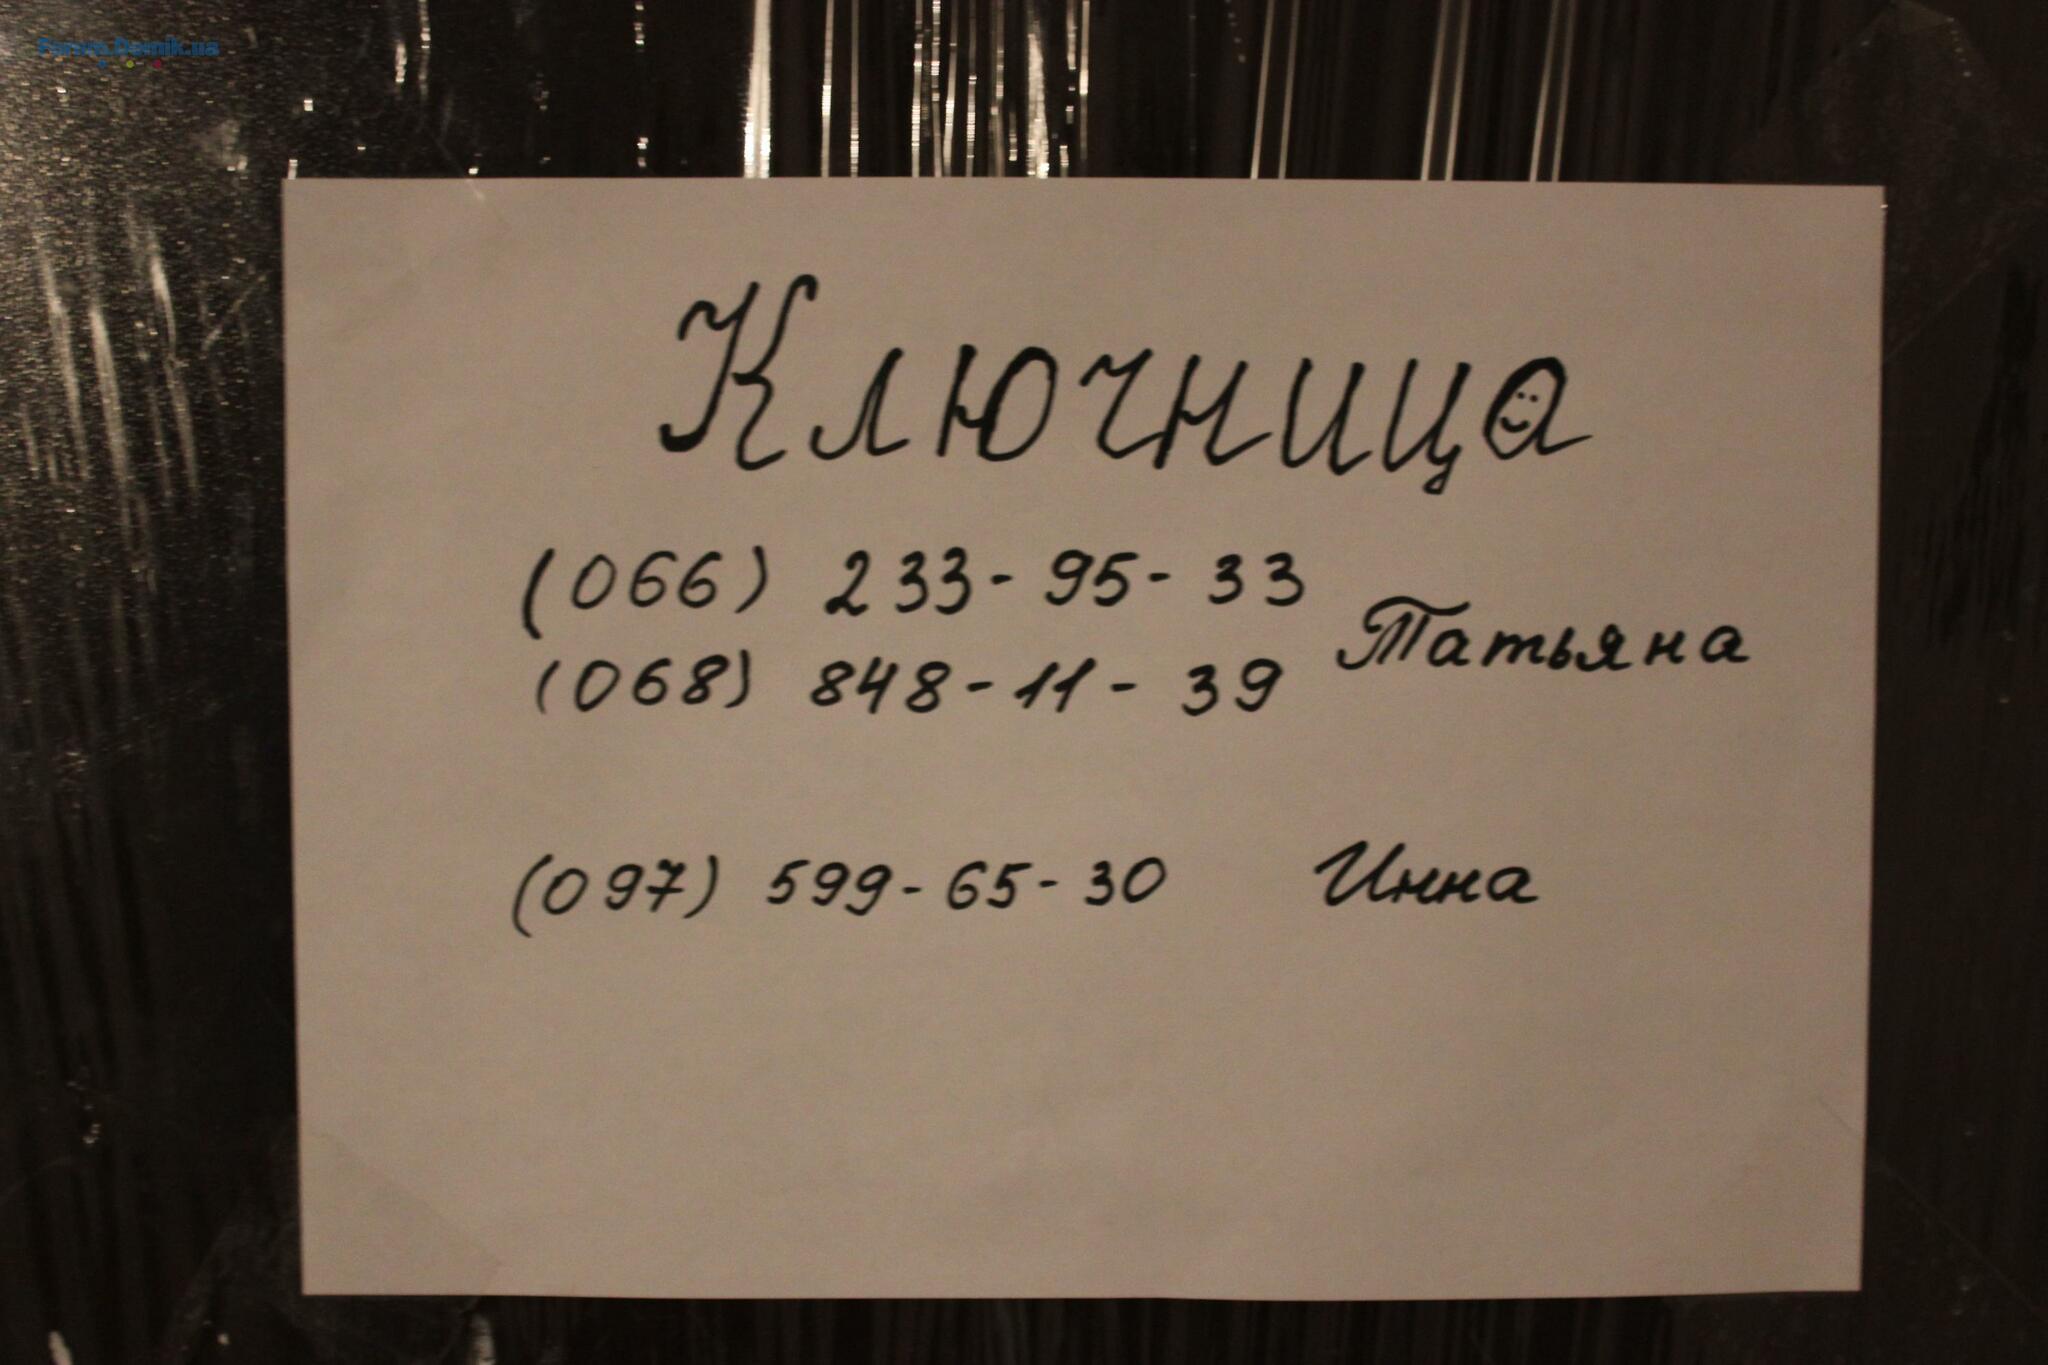 Forum.Domik.ua
Ключница
(066) 233-95-33
Татьяна
(068) 848-11-39
(097) 599-65-30 Инна